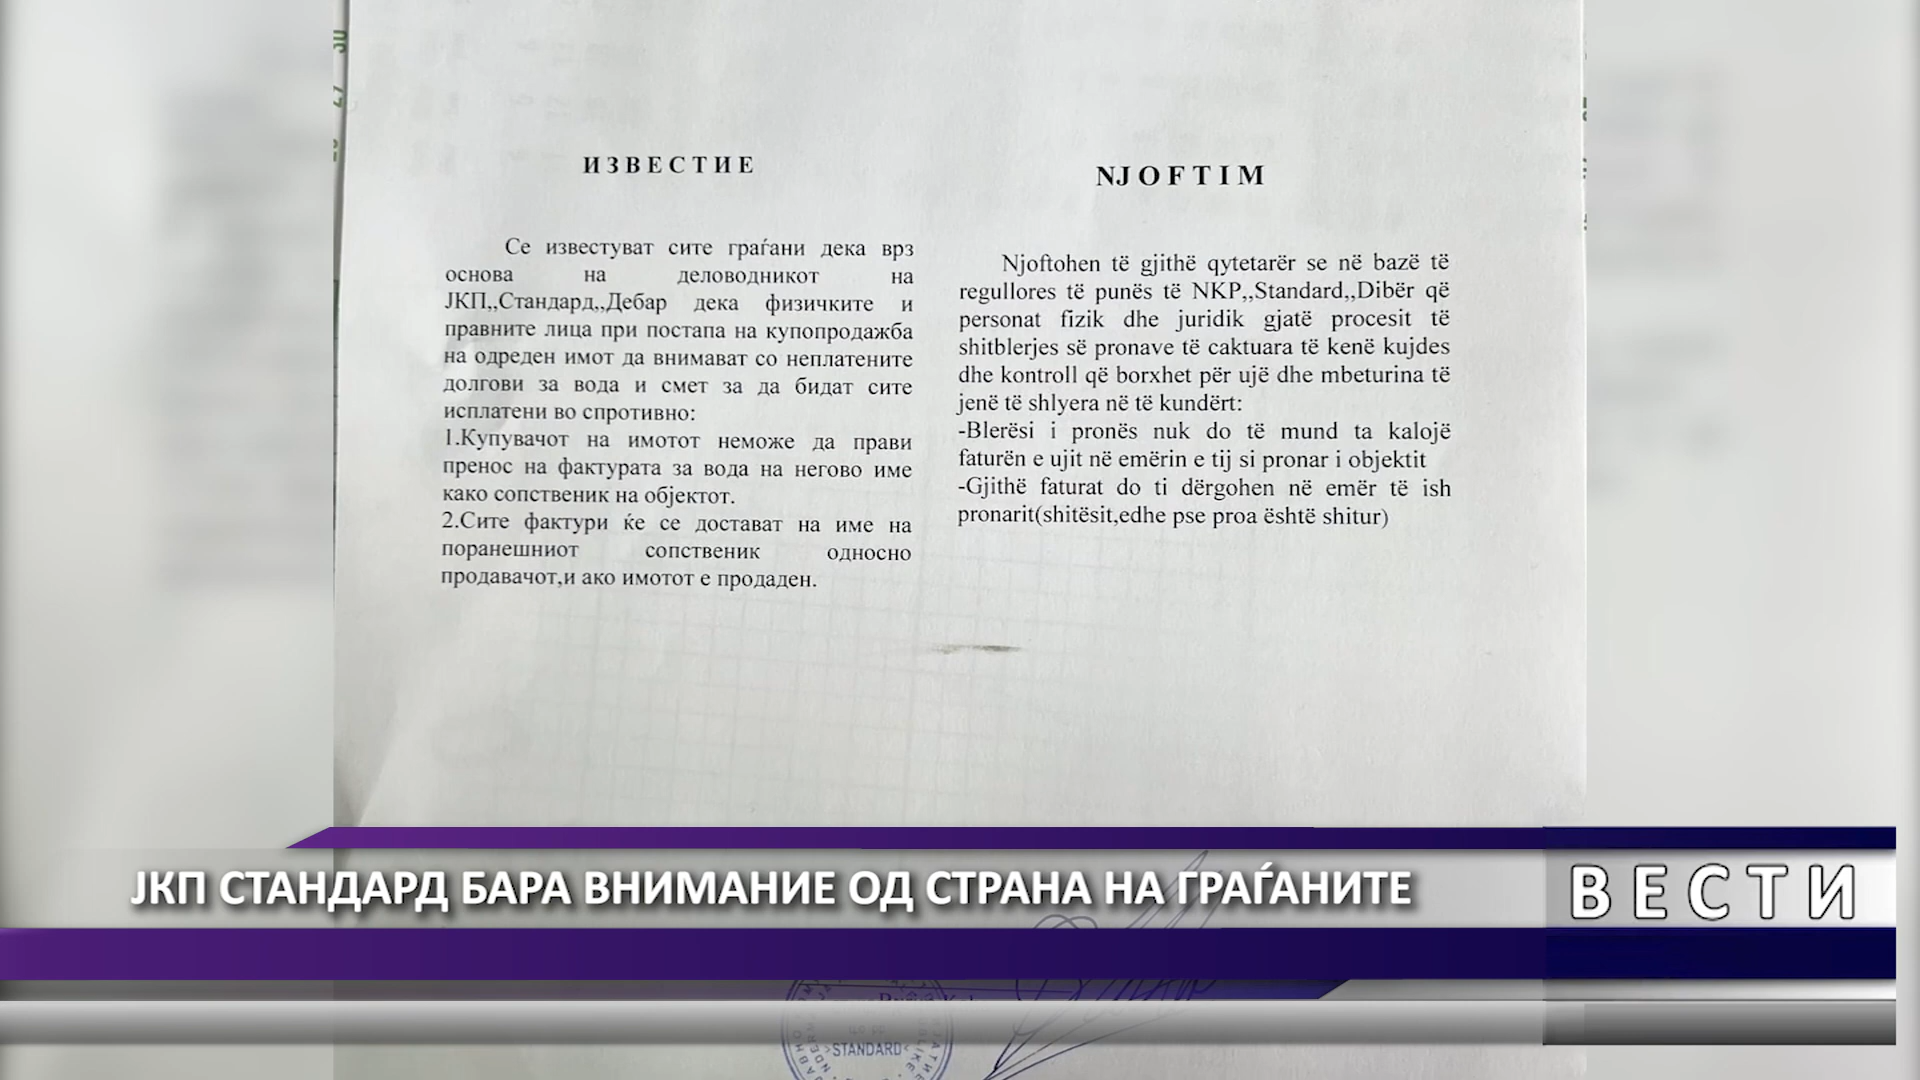 ИЗВЕСТИЕ
Се известуват сите граѓани дека врз
основа на деловодникот на
ЈКП,,Стандард,,Дебар дека физичките и
правните лица при постапа на купопродажба
на одреден имот да внимават со неплатените
долгови за вода и смет за да бидат сите
исплатени во спротивно:
1.Купувачот на имотот неможе да прави
пренос на фактурата за вода на негово име
како сопственик на објектот.
2.Сите фактури ќе се достават на име на
поранешниот сопственик односно
продавачот,и ако имотот е продаден.
NJOFTIM
Njoftohen të gjithë qytetarër se në bazë të
regullores të punës të NKP,,Standard,,Dibër që
personat fizik dhe juridik gjatë procesit të
shitblerjes së pronave të caktuara të kenë kujdes
dhe kontroll që borxhet për ujë dhe mbeturina të
jenë të shlyera në të kundërt:
-Blerësi i pronës nuk do të mund ta kalojë
faturën e ujit në emërin e tij si pronar i objektit
-Gjithë faturat do ti dërgohen në emër të ish
pronarit(shitësit,edhe pse proa është shitur)
ЈКП СТАНДАРД БАРА ВНИМАНИЕ ОД СТРАНА НА ГРАЃАНИТЕ
ВЕСТИ
STANDARD